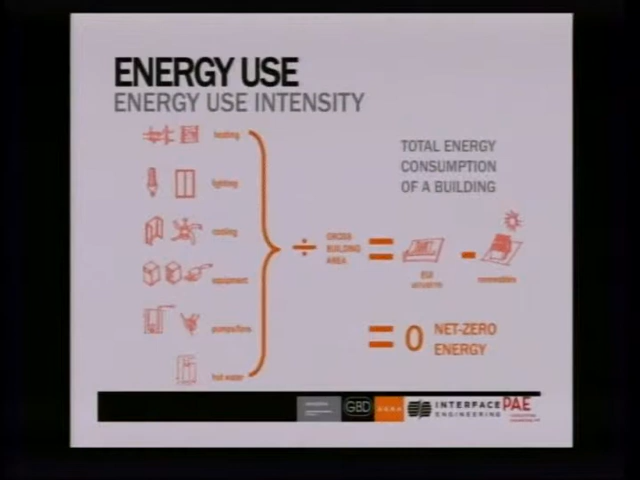 ENERGY USE
ENERGY USE INTENSITY
heating
lighting
cooling
equipment
pumps/fans
hot water
÷
GROSS
BUILDING
AREA
=
EUI
-
renewables
TOTAL ENERGY
CONSUMPTION
OF A BUILDING
= 0 NET-ZERO
ENERGY
GBD
INTERFACE
ENGINEERING
PAE